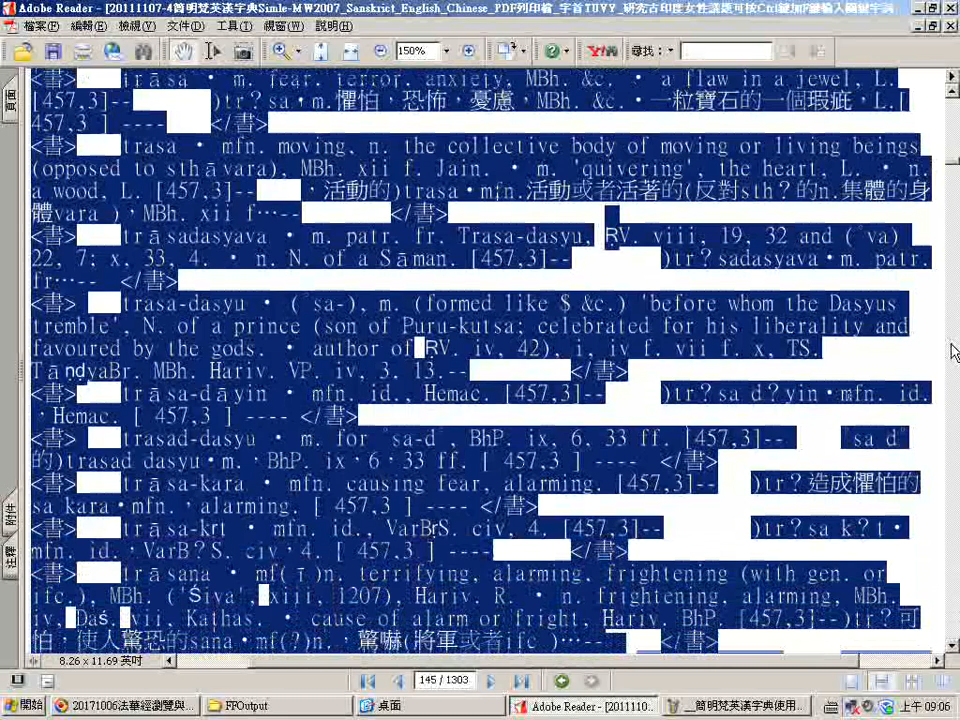 Adobe Reader - [20111107-4簡明梵英漢字典Simle-MW2007_Sanskrict_English_Chinese_PDF列印檔_字首TUVY_研究古印度女性議題可按Ctrl鍵加F鍵輸入關鍵字詞
檔案(F) 編輯(E) 檢視(V) 文件(D) 工具(T) 視窗(W) 說明(H)
150% Y! 尋找：
頁面
附件
註釋
<書> trāsa · m. fear, terror, anxiety, MBh. &c. · a flaw in a jewel, L.
[457,3]-- )tr?sa，m.懼怕，恐怖，憂慮，MBh. &c.·一粒寶石的一個瑕疵，L.[
457,3 ] ---- </書>
<書> trasa · mfn. moving, n. the collective body of moving or living beings
(opposed to sthāvara), MBh. xii f. Jain. · m. 'quivering', the heart, L. · n.
a wood, L. [457,3]-- ，活動的)trasa·mfn.活動或者活著的(反對sth？的n.集體的身
體vara )，MBh. xii f…-- </書>
<書> trāsadasyava · m. patr. fr. Trasa-dasyu, ṚV. viii, 19, 32 and (°va)
22, 7; x, 33, 4. · n. N. of a Sāman. [457,3]-- )tr？sadasyava·m. patr.
fr…-- </書>
<書> trasa-dasyu · (°sa-), m. (formed like $ &c.) 'before whom the Dasyus
tremble', N. of a prince (son of Puru-kutsa; celebrated for his liberality and
favoured by the gods. · author of ṚV. iv, 42), i, iv f. vii f. x, TS.
TāṇḍyaBr. MBh. Hariv. VP. iv, 3, 13.-- </書>
<書> trasa-dāyin · mfn. id., Hemac. [457,3]-- )tr？sa d？yin·mfn. id.
，Hemac. [ 457,3 ] ---- </書>
<書> trasad-dasyu · m. for °sa-d°, BhP. ix, 6, 33 ff. [457,3]-- °sa d°
的)trasad dasyu·m.，BhP. ix，6，33 ff. [ 457,3 ] ---- </書>
<書> trāsa-kara · mfn. causing fear, alarming. [457,3]-- )tr？造成懼怕的
sa kara·mfn.，alarming. [ 457,3 ] ---- </書>
<書> trāsa-kṛt · mfn. id., VarBṛS. civ, 4. [457,3]-- )tr？sa k？t·
mfn. id.，VarB？S. civ，4. [ 457,3 ] ---- </書>
<書> trāsana · mf(ī)n. terrifying, alarming, frightening (with gen. or
ifc.), MBh. ('Śiva', xiii, 1207), Hariv. R. · n. frightening, alarming, MBh.
iv, Daś. vii, Kathās. · cause of alarm or fright, Hariv. BhP. [457,3]--)tr？可
怕，使人驚恐的sana·mf(?)n.，驚嚇(將軍或者ifc )…-- </書>
8.26 x 11.69 英吋
145 / 1303
開始 20171006法華經瀏覽與... FFOutput 桌面 Adobe Reader - [2011110... __簡明梵英漢字典使用... 上午 09:06